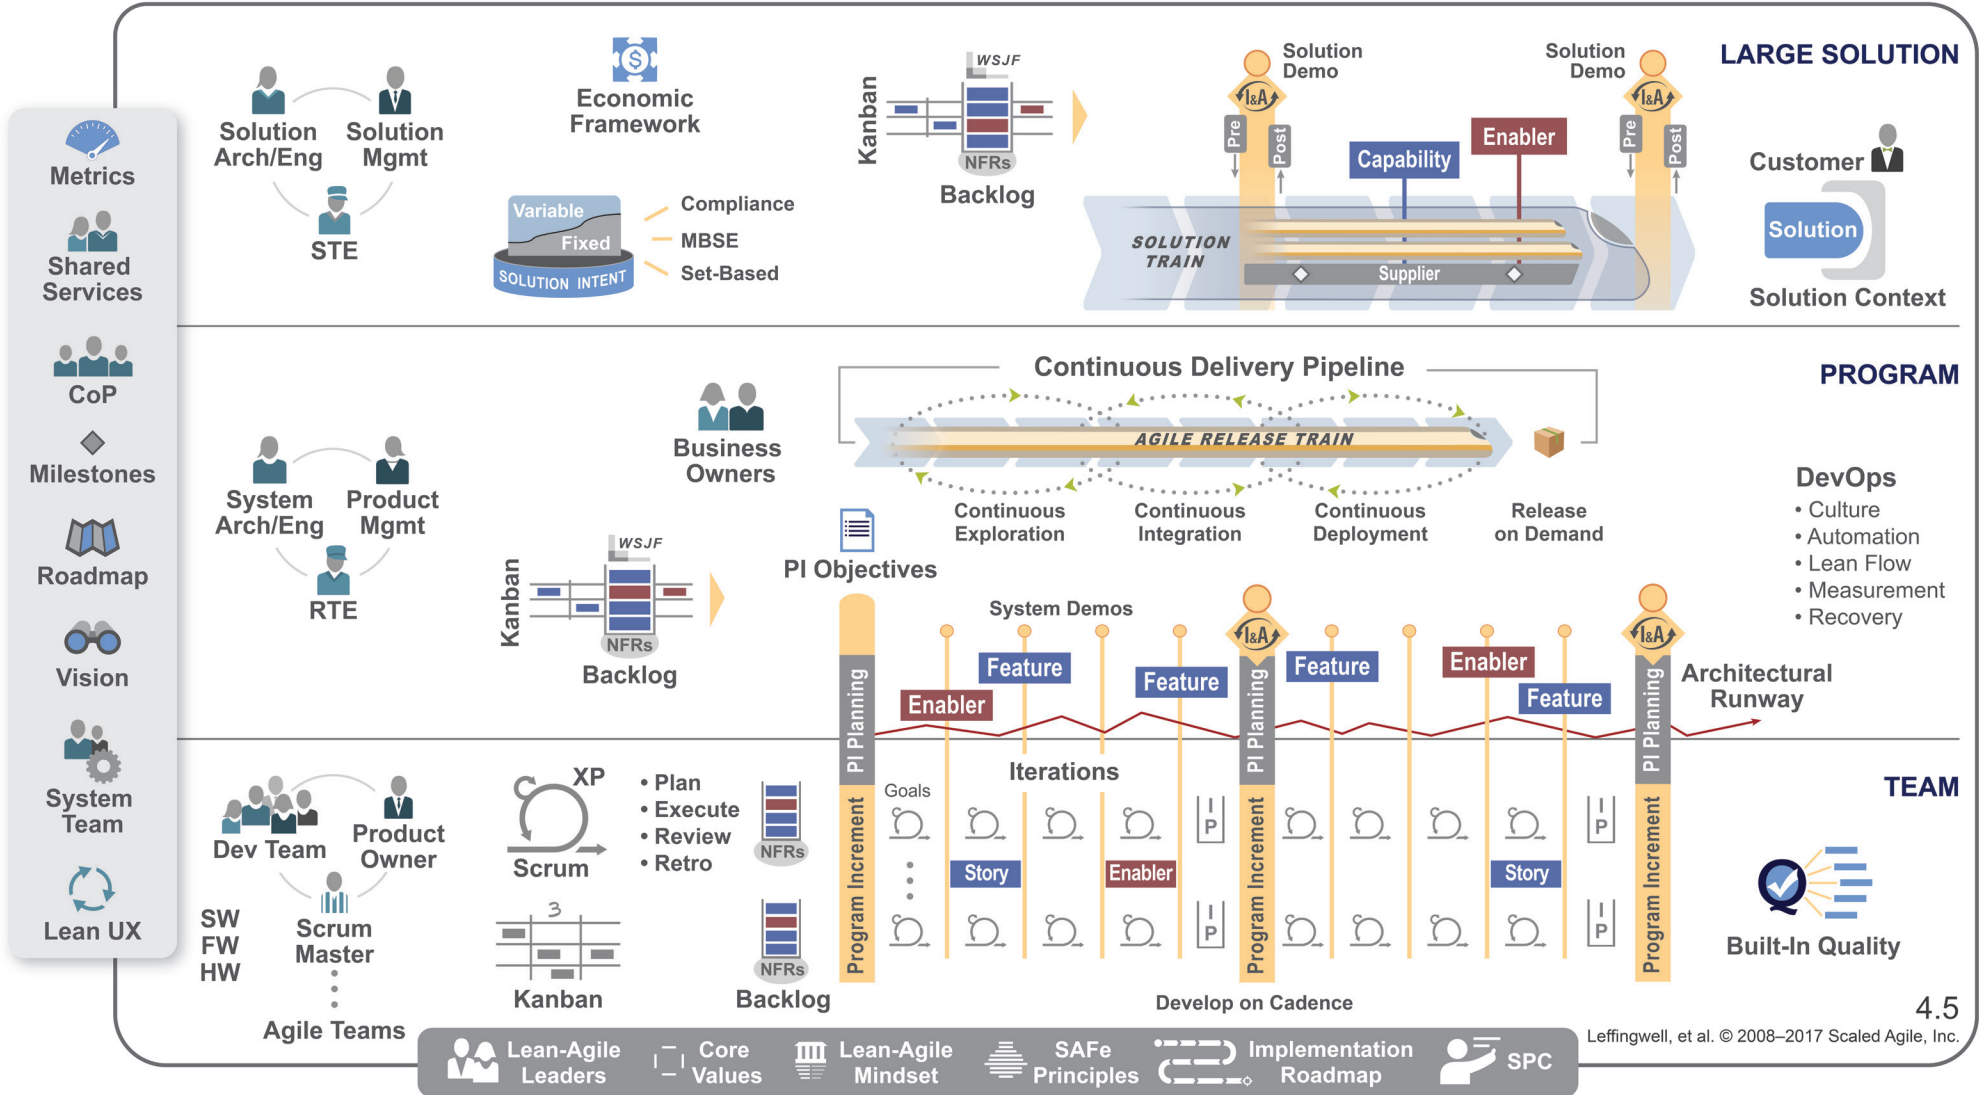 LARGE SOLUTION
Solution
Arch/Eng
Solution
Mgmt
STE
Economic
Framework
Variable
Fixed
SOLUTION INTENT
Compliance
MBSE
Set-Based
Kanban
WSJF
NFRs
Backlog
Solution
Demo
I&A
Pre
Post
Capability
Enabler
Solution
Demo
I&A
Pre
Post
SOLUTION
TRAIN
Supplier
Customer
Solution
Solution Context
Metrics
Shared
Services
CoP
Milestones
Roadmap
Vision
System
Team
Lean UX
PROGRAM
System
Arch/Eng
Product
Mgmt
RTE
Business
Owners
Kanban
WSJF
NFRs
Backlog
PI Objectives
Continuous Delivery Pipeline
AGILE RELEASE TRAIN
Continuous
Exploration
Continuous
Integration
Continuous
Deployment
Release
on Demand
DevOps
• Culture
• Automation
• Lean Flow
• Measurement
• Recovery
System Demos
I&A
I&A
Enabler
Feature
Feature
Feature
Enabler
Feature
Architectural
Runway
PI Planning
PI Planning
PI Planning
TEAM
Dev Team
Product
Owner
Scrum
Master
SW
FW
HW
Agile Teams
XP
Scrum
• Plan
• Execute
• Review
• Retro
3
Kanban
NFRs
NFRs
Backlog
Program Increment
Program Increment
Program Increment
Iterations
Goals
I
P
I
P
Story
Enabler
Story
I
P
I
P
Develop on Cadence
Built-In Quality
4.5
Leffingwell, et al. © 2008–2017 Scaled Agile, Inc.
Lean-Agile
Leaders
Core
Values
Lean-Agile
Mindset
SAFe
Principles
Implementation
Roadmap
SPC